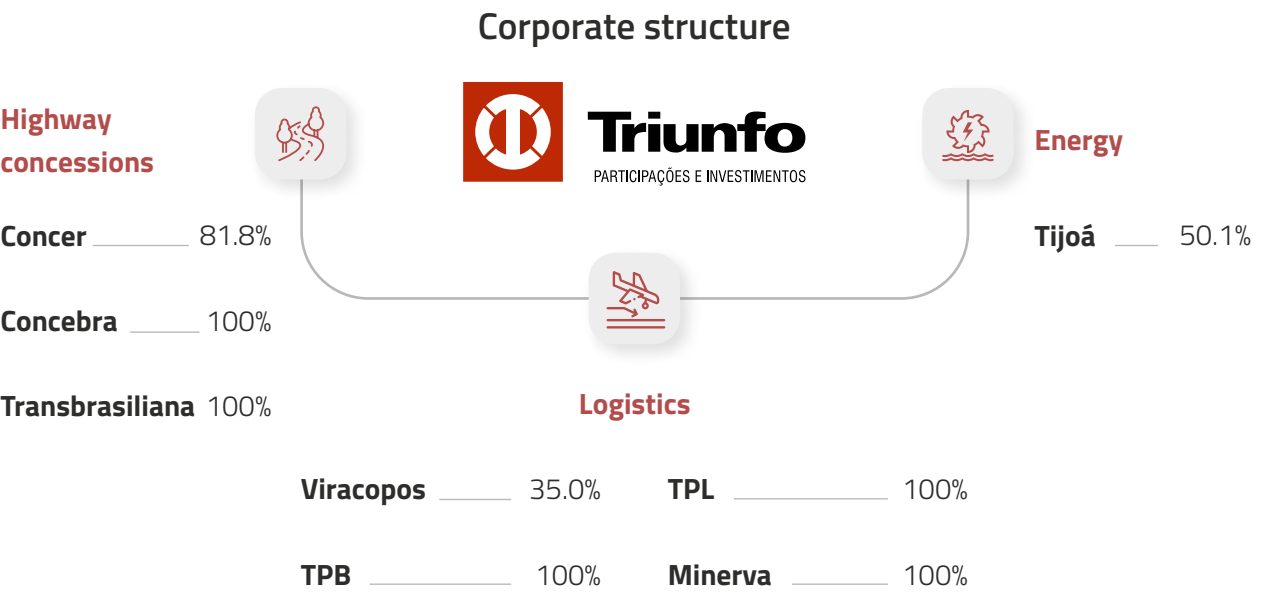 Corporate structure
Highway
concessions
Triunfo
PARTICIPAÇÕES E INVESTIMENTOS
Energy
Concer 81.8%
Concebra 100%
Transbrasiliana 100%
Tijoá 50.1%
Logistics
Viracopos 35.0%
TPL 100%
TPB 100%
Minerva 100%